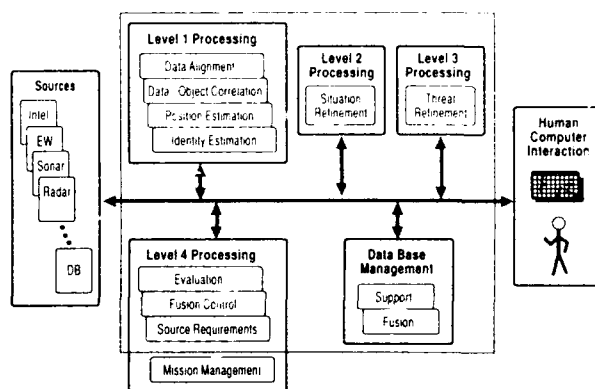 Level 1 Processing
Data Alignment
Data / Object Correlation
Position Estimation
Identity Estimation
Level 2
Processing
Situation
Refinement
Level 3
Processing
Threat
Refinement
Sources
Intel
EW
Sonar
Radar
DB
Human
Computer
Interaction
Level 4 Processing
Evaluation
Fusion Control
Source Requirements
Mission Management
Data Base
Management
Support
Fusion